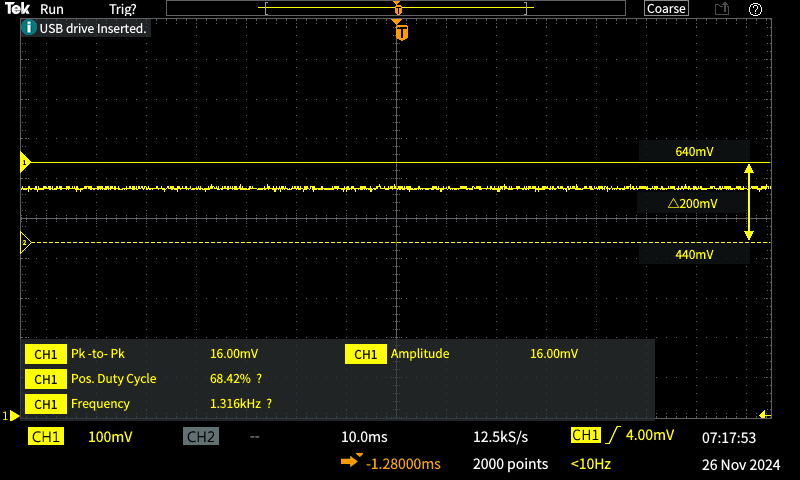 Tek Run Trig? T Coarse ?
i USB drive Inserted.
T
640mV
1
△200mV
2
440mV
CH1 Pk -to- Pk 16.00mV CH1 Amplitude 16.00mV
CH1 Pos. Duty Cycle 68.42% ?
CH1 Frequency 1.316kHz ?
1
CH1 100mV CH2 -- 10.0ms 12.5kS/s CH1 4.00mV 07:17:53
-1.28000ms 2000 points <10Hz 26 Nov 2024